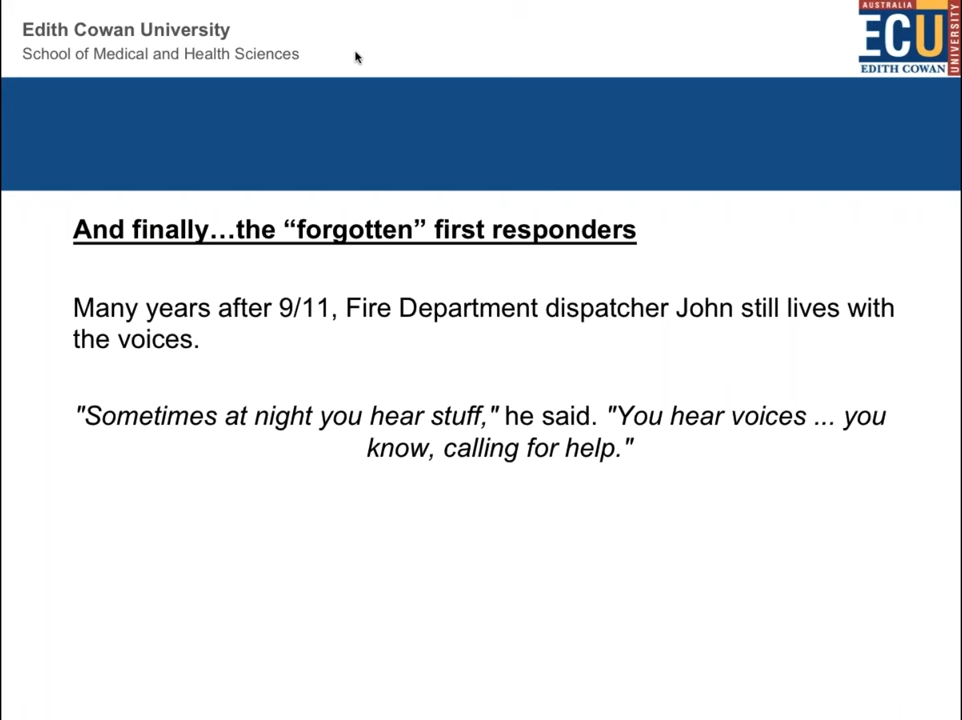 Edith Cowan University
School of Medical and Health Sciences
AUSTRALIA
ECU
EDITH COWAN
UNIVERSITY
And finally…the “forgotten” first responders
Many years after 9/11, Fire Department dispatcher John still lives with
the voices.
"Sometimes at night you hear stuff," he said. "You hear voices ... you
know, calling for help."